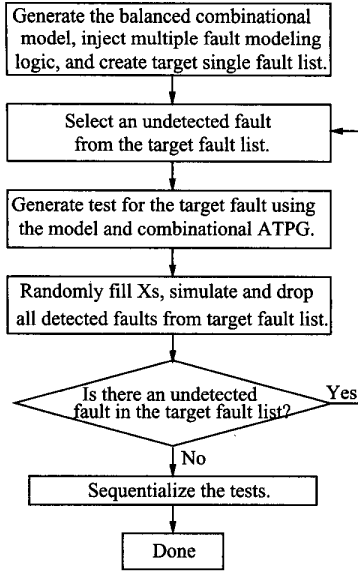 Generate the balanced combinational
model, inject multiple fault modeling
logic, and create target single fault list.
Select an undetected fault
from the target fault list.
Generate test for the target fault using
the model and combinational ATPG.
Randomly fill Xs, simulate and drop
all detected faults from target fault list.
Is there an undetected
fault in the target fault list?
Yes
No
Sequentialize the tests.
Done